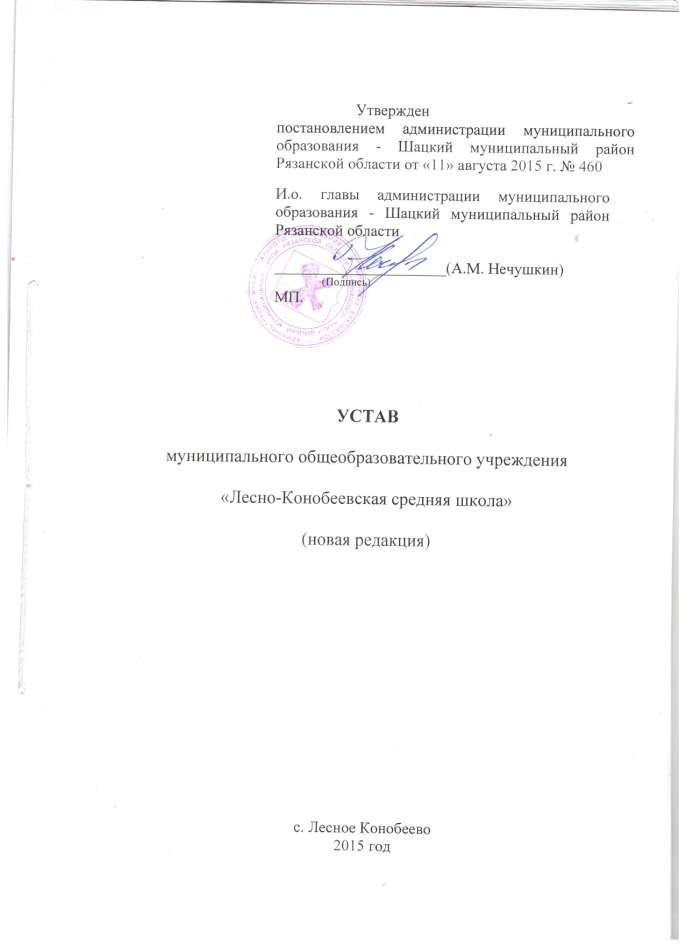 Утвержден
постановлением администрации муниципального
образования - Шацкий муниципальный район
Рязанской области от «11» августа 2015 г. № 460
И.о. главы администрации муниципального
образования - Шацкий муниципальный район
Рязанской области
(А.М. Нечушкин)
(Подпись)
МП.
УСТАВ
муниципального общеобразовательного учреждения
«Лесно-Конобеевская средняя школа»
(новая редакция)
с. Лесное Конобеево
2015 год